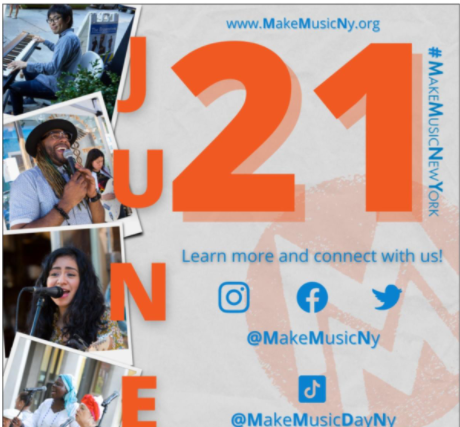 www.MakeMusicNy.org
JUNE
21
#MAKEMUSICNEWYORK
Learn more and connect with us!
@MakeMusicNy
@MakeMusicDayNy